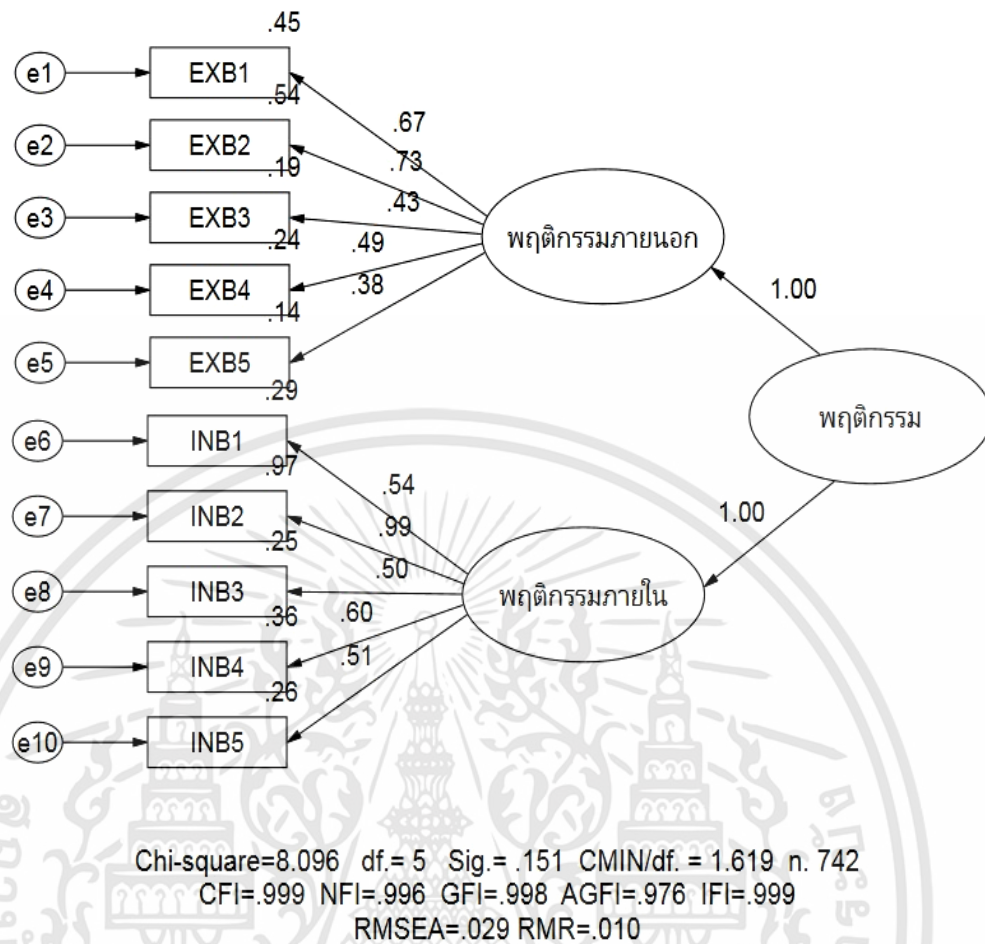 .45
e1 EXB1
.54
.67
e2 EXB2
.73
.19
e3 EXB3
.43
พฤติกรรมภายนอก
.24
.49
e4 EXB4
.38
1.00
.14
e5 EXB5
.29
พฤติกรรม
e6 INB1
.97
.54
1.00
e7 INB2
.99
.25
.50
e8 INB3
พฤติกรรมภายใน
.36
.60
e9 INB4
.51
.26
e10 INB5
Chi-square=8.096 df.= 5 Sig.= .151 CMIN/df. = 1.619 n. 742
CFI=.999 NFI=.996 GFI=.998 AGFI=.976 IFI=.999
RMSEA=.029 RMR=.010